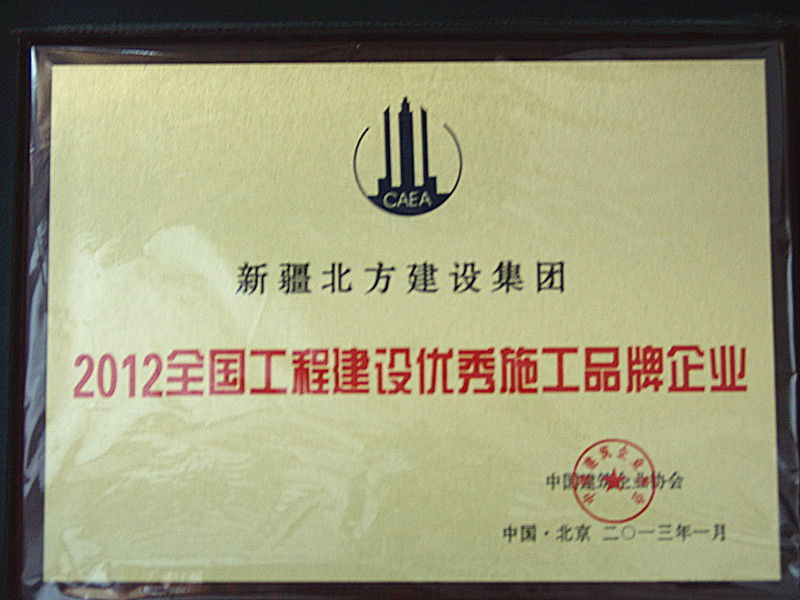 CAEA
新疆北方建设集团
2012全国工程建设优秀施工品牌企业
中国建筑企业协会
中国·北京 二〇一三年一月